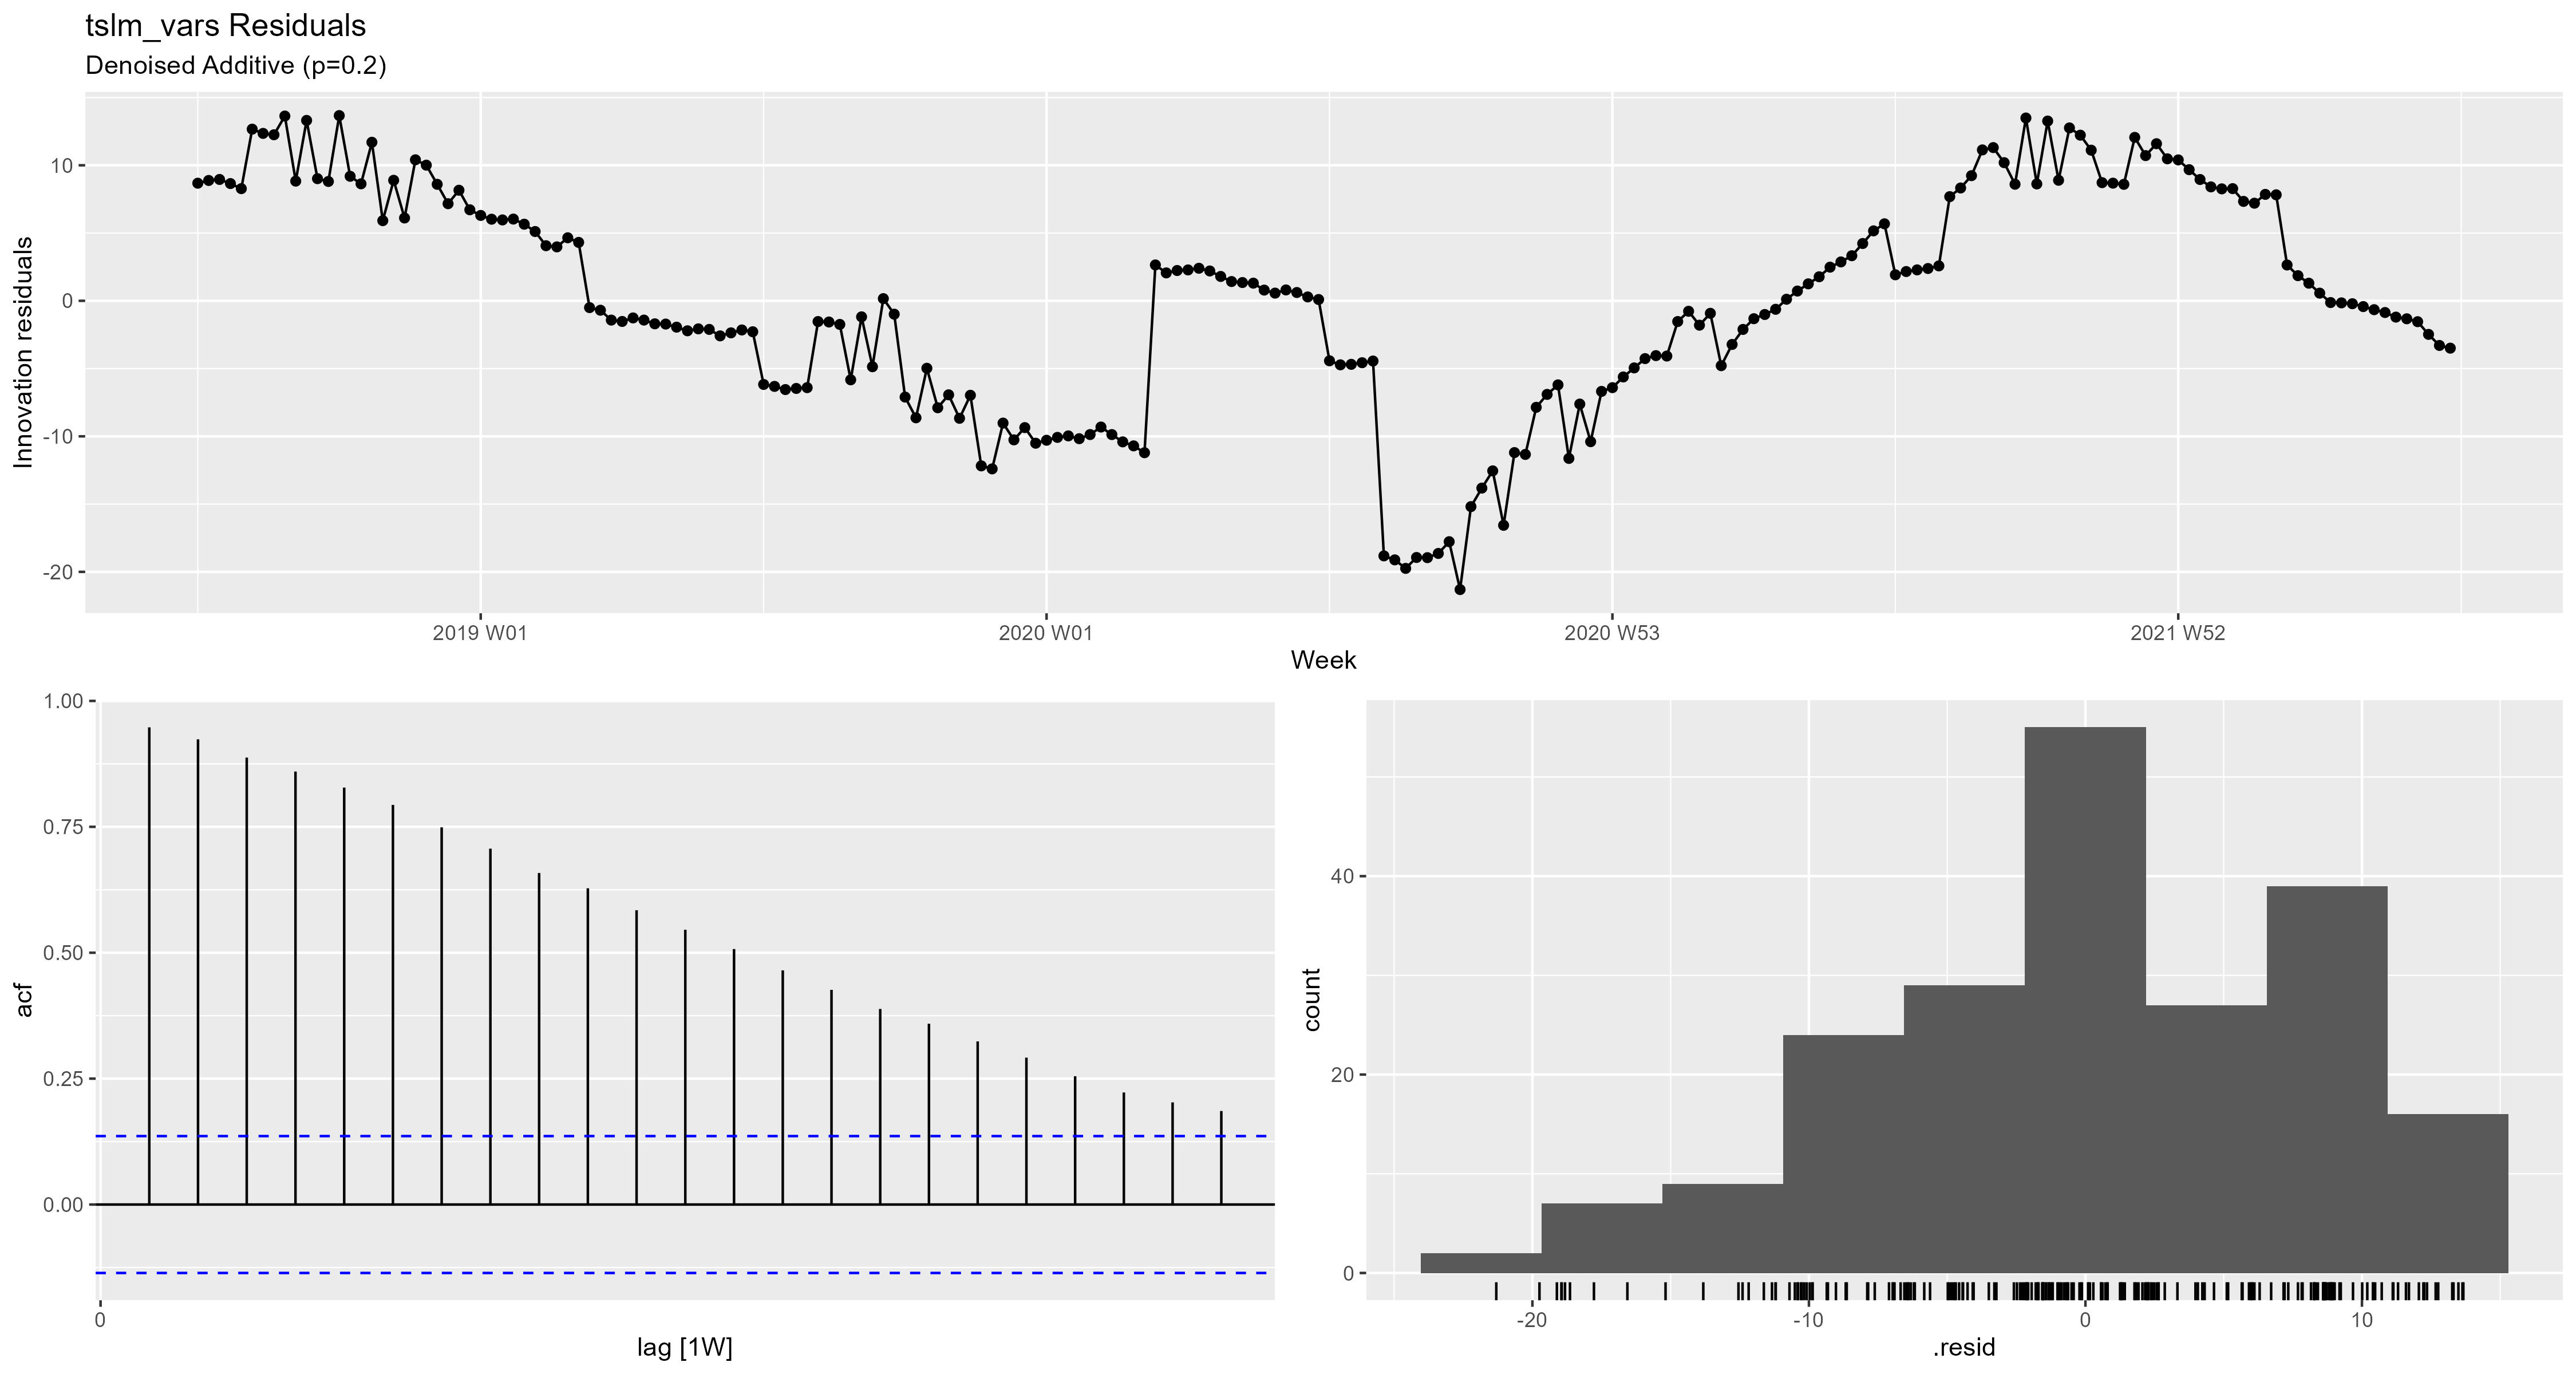 tslm_vars Residuals
Denoised Additive (p=0.2)
Innovation residuals
10
0
-10
-20
2019 W01
2020 W01
2020 W53
2021 W52
Week
acf
1.00
0.75
0.50
0.25
0.00
0
lag [1W]
count
40
20
0
-20
-10
0
10
.resid